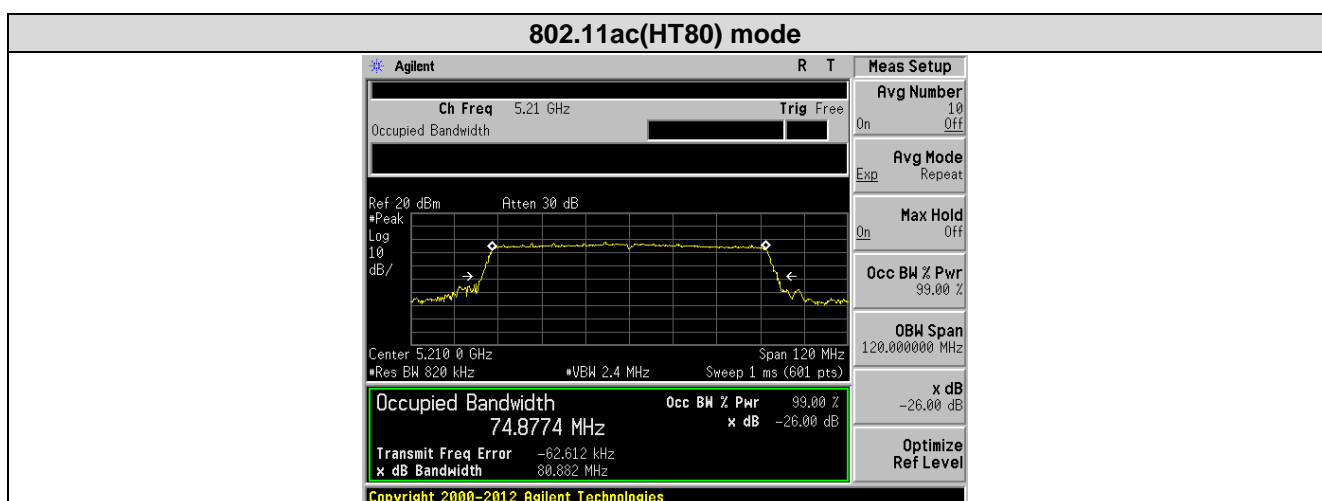 802.11ac(HT80) mode
Agilent R T Meas Setup
Ch Freq 5.21 GHz Trig Free
Occupied Bandwidth
Avg Number
10
On Off
Avg Mode
Exp Repeat
Max Hold
On Off
Occ BW % Pwr
99.00 %
OBW Span
120.000000 MHz
x dB
-26.00 dB
Optimize
Ref Level
Ref 20 dBm Atten 30 dB
#Peak
Log
10
dB/
Center 5.210 0 GHz Span 120 MHz
#Res BW 820 kHz #VBW 2.4 MHz Sweep 1 ms (601 pts)
Occupied Bandwidth Occ BW % Pwr 99.00 %
74.8774 MHz x dB -26.00 dB
Transmit Freq Error -62.612 kHz
x dB Bandwidth 80.882 MHz
Copyright 2000-2012 Agilent Technologies